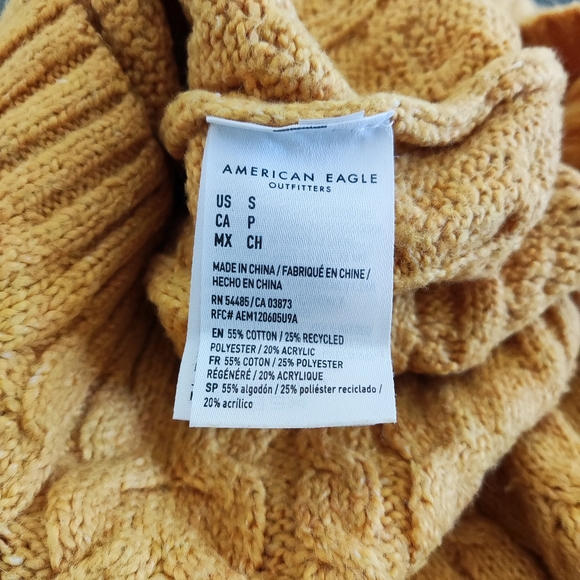 AMERICAN EAGLE
OUTFITTERS
US S
CA P
MX CH
MADE IN CHINA / FABRIQUÉ EN CHINE /
HECHO EN CHINA
RN 54485/CA 03873
RFC# AEM120605U9A
EN 55% COTTON / 25% RECYCLED
POLYESTER / 20% ACRYLIC
FR 55% COTON / 25% POLYESTER
RÉGÉNÉRÉ / 20% ACRYLIQUE
SP 55% algodón / 25% poliéster reciclado /
20% acrílico